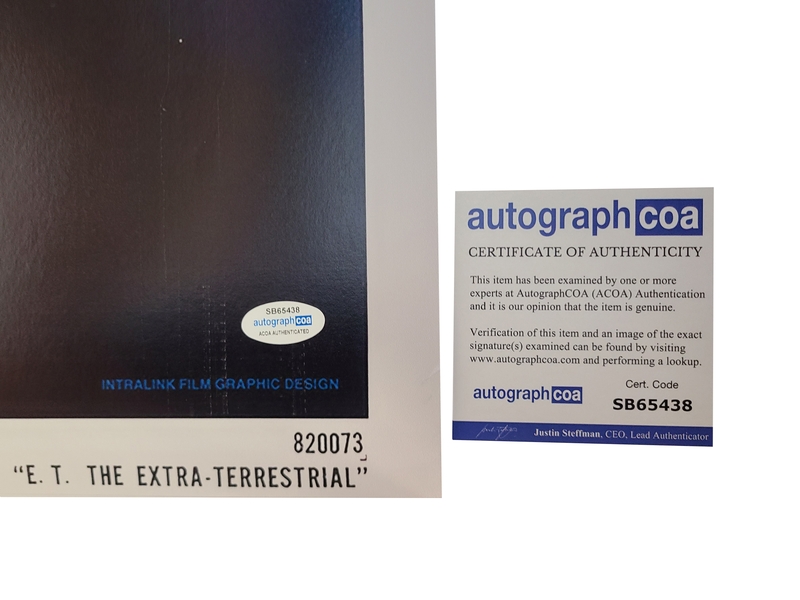 SB65438
autographcoa
ACOA AUTHENTICATED
INTRALINK FILM GRAPHIC DESIGN
820073
“E. T. THE EXTRA-TERRESTRIAL”
autographcoa
CERTIFICATE OF AUTHENTICITY
This item has been examined by one or more
experts at AutographCOA (ACOA) Authentication
and it is our opinion that the item is genuine.
Verification of this item and an image of the exact
signature(s) examined can be found by visiting
www.autographcoa.com and performing a lookup.
autographcoa
Cert. Code
SB65438
Justin Steffman, CEO, Lead Authenticator